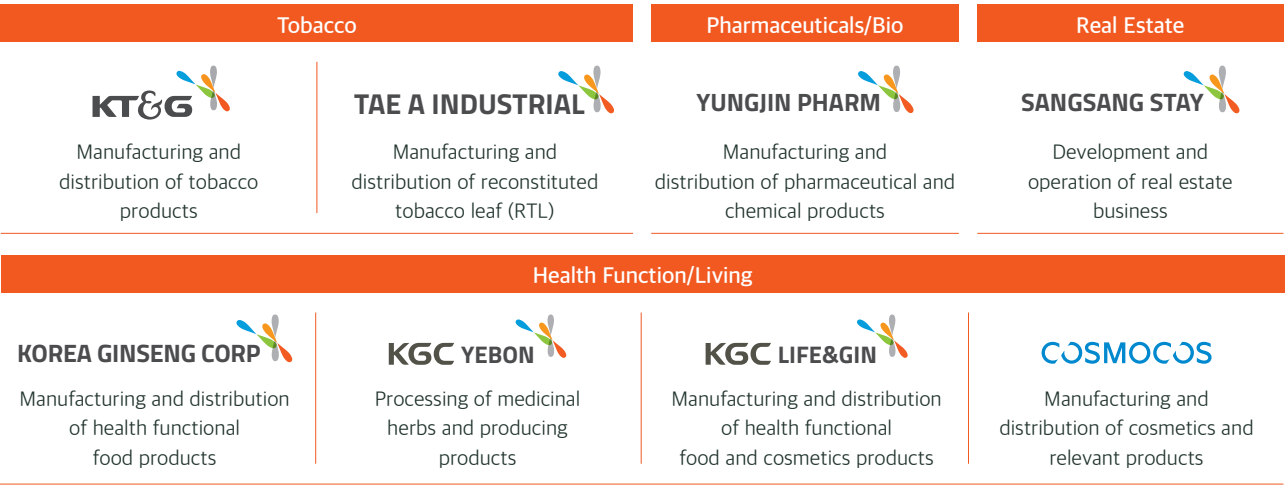 Tobacco
KT&G
Manufacturing and
distribution of tobacco
products
TAE A INDUSTRIAL
Manufacturing and
distribution of reconstituted
tobacco leaf (RTL)
Pharmaceuticals/Bio
YUNGJIN PHARM
Manufacturing and
distribution of pharmaceutical and
chemical products
Real Estate
SANGSANG STAY
Development and
operation of real estate
business
Health Function/Living
KOREA GINSENG CORP
Manufacturing and distribution
of health functional
food products
KGC YEBON
Processing of medicinal
herbs and producing
products
KGC LIFE&GIN
Manufacturing and distribution
of health functional
food and cosmetics products
COSMOCOS
Manufacturing and
distribution of cosmetics and
relevant products